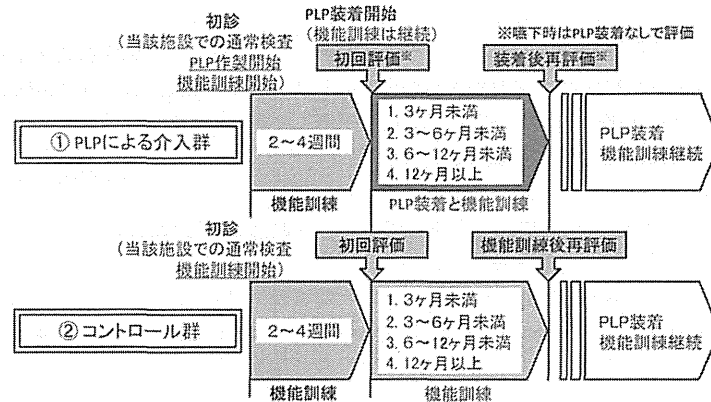 初診
(当該施設での通常検査
PLP作製開始
機能訓練開始)
PLP装着開始
(機能訓練は継続)
初回評価※
※嚥下時はPLP装着なしで評価
装着後再評価※
① PLPによる介入群
2～4週間
1. 3ヶ月未満
2. 3～6ヶ月未満
3. 6～12ヶ月未満
4. 12ヶ月以上
PLP装着
機能訓練継続
機能訓練
PLP装着と機能訓練
初診
(当該施設での通常検査
機能訓練開始)
初回評価
機能訓練後再評価
② コントロール群
2～4週間
1. 3ヶ月未満
2. 3～6ヶ月未満
3. 6～12ヶ月未満
4. 12ヶ月以上
PLP装着
機能訓練継続
機能訓練
機能訓練